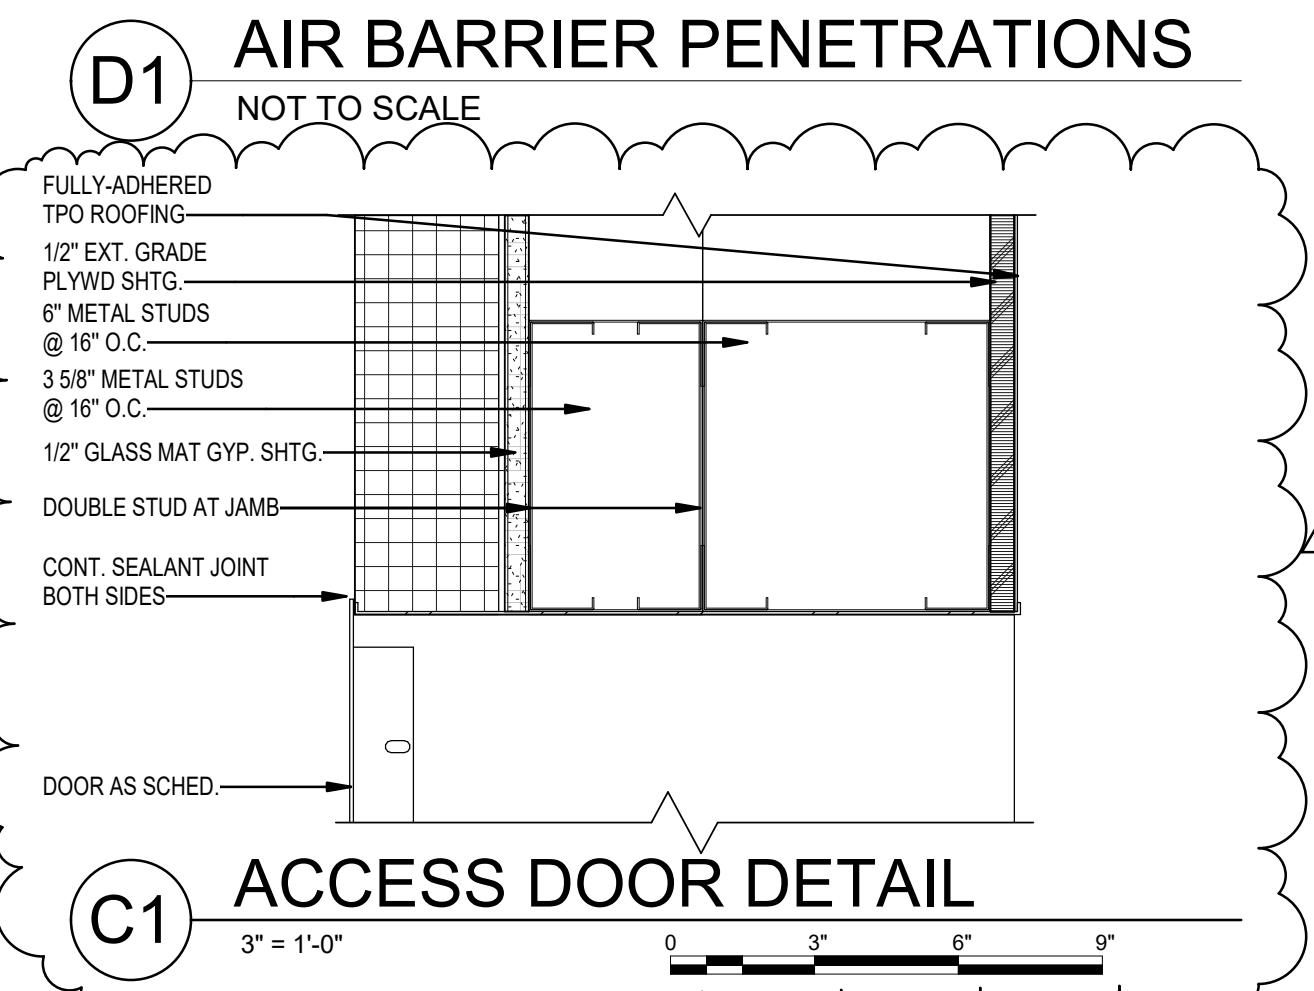 D1
AIR BARRIER PENETRATIONS
NOT TO SCALE
FULLY-ADHERED
TPO ROOFING
1/2" EXT. GRADE
PLYWD SHTG.
6" METAL STUDS
@ 16" O.C.
3 5/8" METAL STUDS
@ 16" O.C.
1/2" GLASS MAT GYP. SHTG.
DOUBLE STUD AT JAMB
CONT. SEALANT JOINT
BOTH SIDES
DOOR AS SCHED.
C1
ACCESS DOOR DETAIL
3" = 1'-0"
0 3" 6" 9"